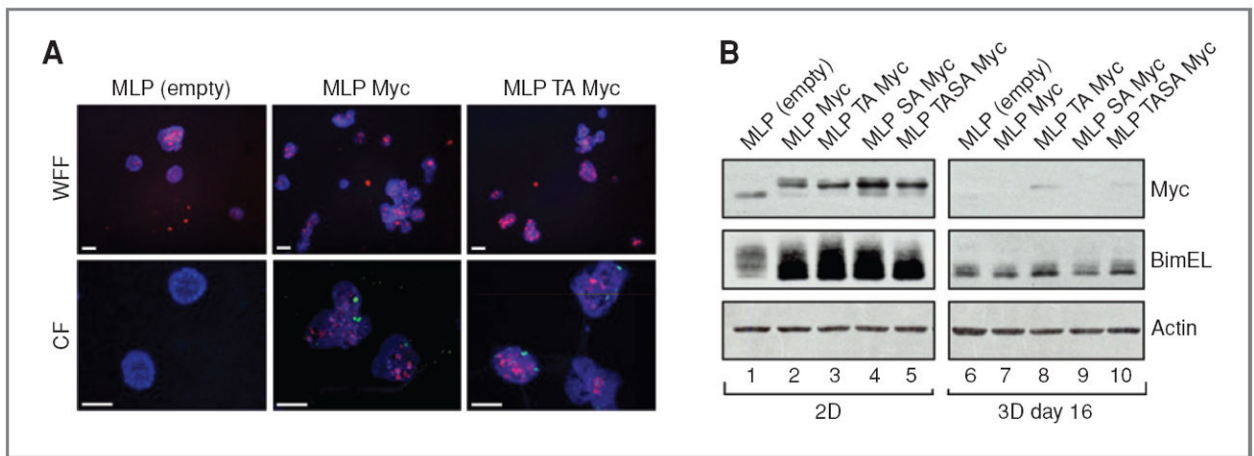 A
MLP (empty)
MLP Myc
MLP TA Myc
WFF
CF
B
MLP (empty)
MLP Myc
MLP TA Myc
MLP SA Myc
MLP TASA Myc
MLP (empty)
MLP Myc
MLP TA Myc
MLP SA Myc
MLP TASA Myc
Myc
BimEL
Actin
1 2 3 4 5 6 7 8 9 10
2D
3D day 16